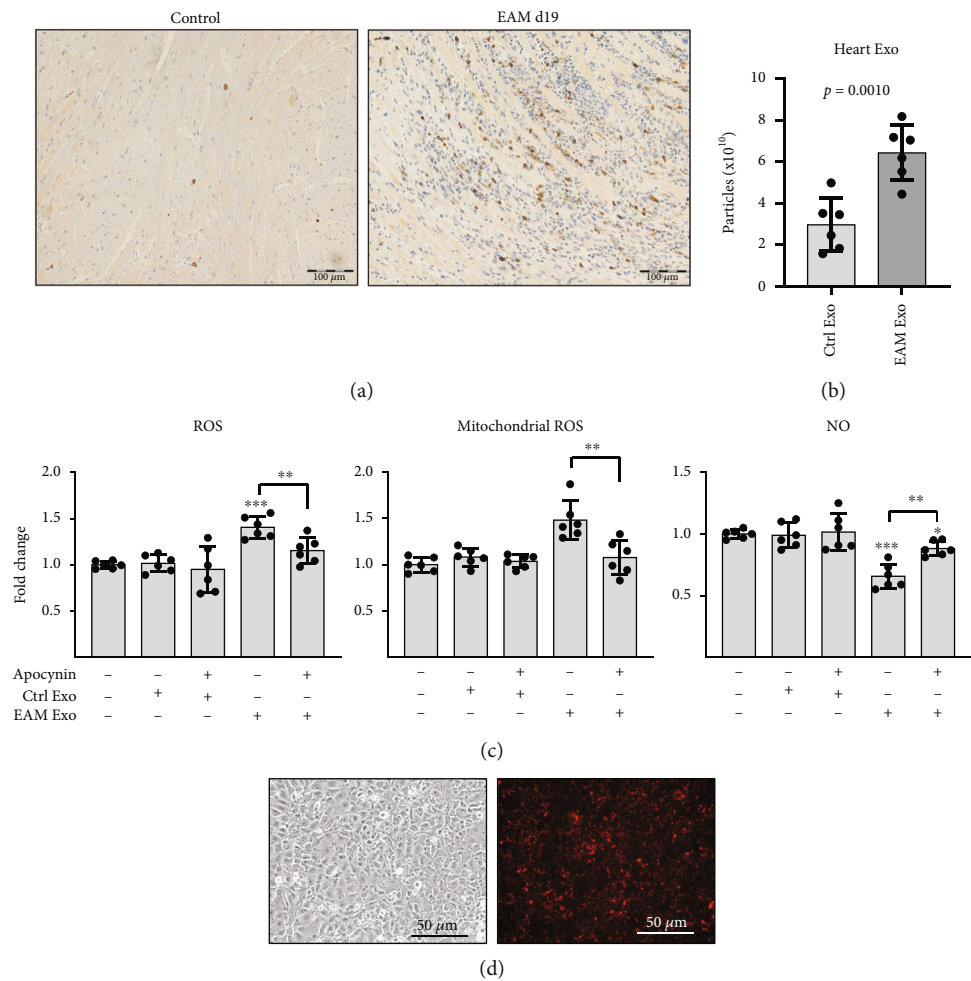 Control
EAM d19
100 µm
100 µm
(a)
Heart Exo
p = 0.0010
Particles (x10¹⁰)
10
8
6
4
2
0
Ctrl Exo
EAM Exo
(b)
ROS
Fold change
2.0
1.5
1.0
0.5
***
**
Mitochondrial ROS
2.0
1.5
1.0
0.5
**
NO
1.5
1.0
0.5
***
**
*
Apocynin – – + – + – – + – + – – + – +
Ctrl Exo – + + – – – + + – – – + + – –
EAM Exo – – – + + – – – + + – – – + +
(c)
50 µm
50 µm
(d)